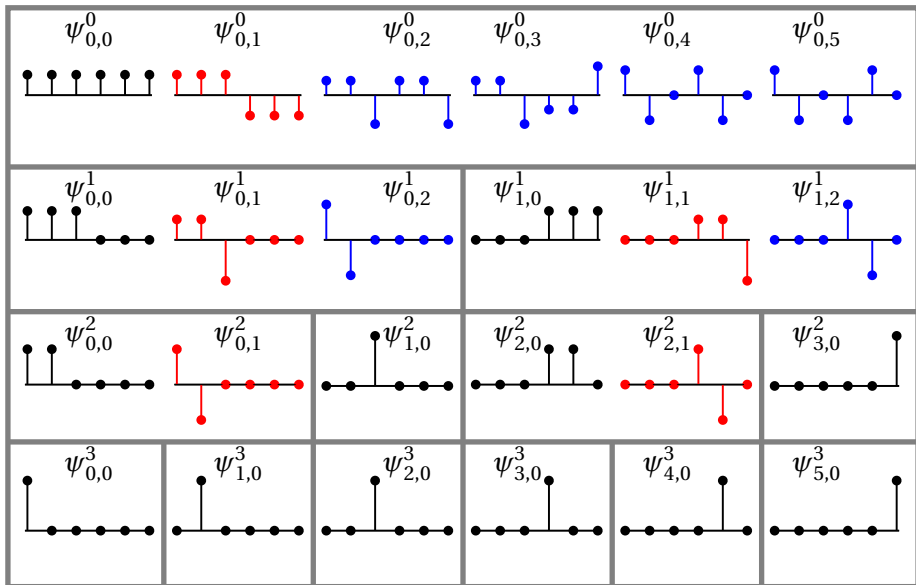 ψ^0_{0,0} ψ^0_{0,1} ψ^0_{0,2} ψ^0_{0,3} ψ^0_{0,4} ψ^0_{0,5}
ψ^1_{0,0} ψ^1_{0,1} ψ^1_{0,2} ψ^1_{1,0} ψ^1_{1,1} ψ^1_{1,2}
ψ^2_{0,0} ψ^2_{0,1} ψ^2_{1,0} ψ^2_{2,0} ψ^2_{2,1} ψ^2_{3,0}
ψ^3_{0,0} ψ^3_{1,0} ψ^3_{2,0} ψ^3_{3,0} ψ^3_{4,0} ψ^3_{5,0}